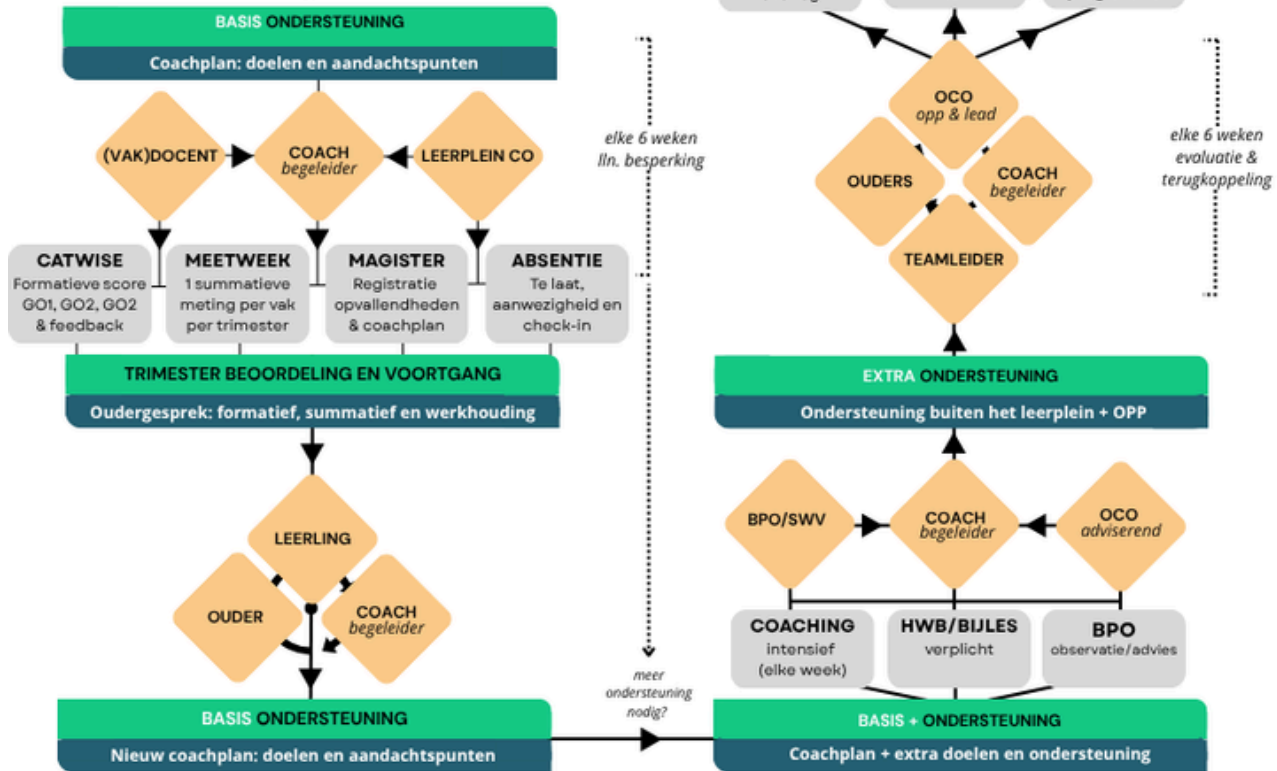 BASIS ONDERSTEUNING
Coachplan: doelen en aandachtspunten
(VAK)DOCENT
COACH
begeleider
LEERPLEIN CO
elke 6 weken
lln. besperking
CATWISE
Formatieve score
GO1, GO2, GO2
& feedback
MEETWEEK
1 summatieve
meting per vak
per trimester
MAGISTER
Registratie
opvallendheden
& coachplan
ABSENTIE
Te laat,
aanwezigheid en
check-in
TRIMESTER BEOORDELING EN VOORTGANG
Oudergesprek: formatief, summatief en werkhouding
LEERLING
OUDER
COACH
begeleider
BASIS ONDERSTEUNING
Nieuw coachplan: doelen en aandachtspunten
meer
ondersteuning
nodig?
OCO
opp & lead
OUDERS
COACH
begeleider
TEAMLEIDER
elke 6 weken
evaluatie &
terugkoppeling
EXTRA ONDERSTEUNING
Ondersteuning buiten het leerplein + OPP
BPO/SWV
COACH
begeleider
OCO
adviserend
COACHING
intensief
(elke week)
HWB/BIJLES
verplicht
BPO
observatie/advies
BASIS + ONDERSTEUNING
Coachplan + extra doelen en ondersteuning